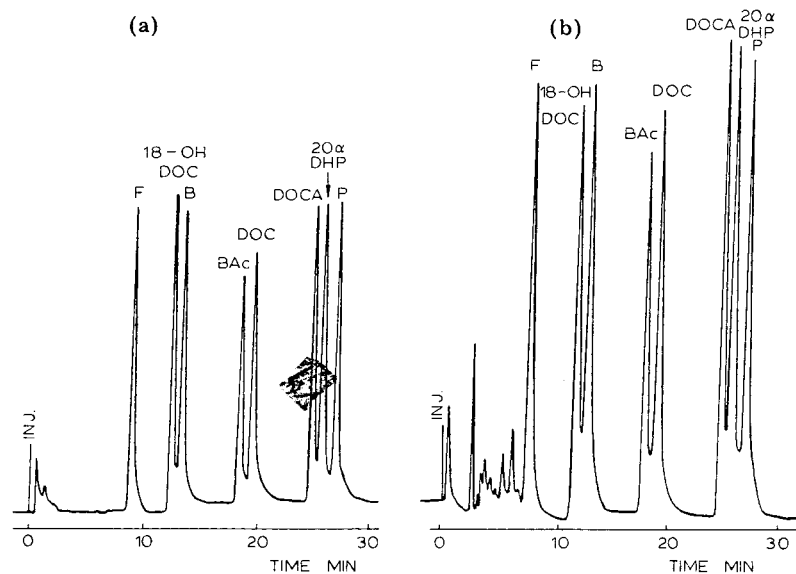 (a)
F
18-OH
DOC
B
BAc
DOC
DOCA
20α
DHP
P
INJ.
0
10
20
30
TIME MIN
(b)
F
18-OH
DOC
B
BAc
DOC
DOCA
20α
DHP
P
INJ.
0
10
20
30
TIME MIN